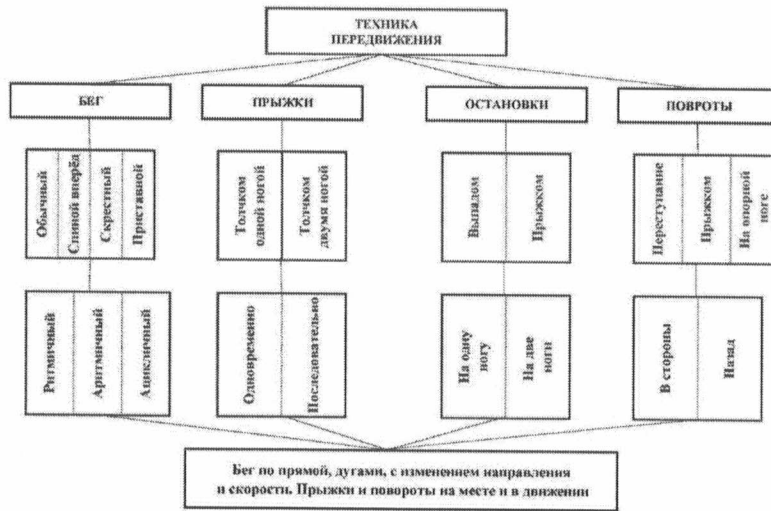 ТЕХНИКА
ПЕРЕДВИЖЕНИЯ
БЕГ
ПРЫЖКИ
ОСТАНОВКИ
ПОВРОТЫ
Обычный
Спиной вперёд
Скрестный
Приставной
Толчком
одной ногой
Толчком
двумя ногой
Выпадом
Прыжком
Переступание
Прыжком
На опорной
ноге
Ритмичный
Аритмичный
Ацикличный
Одновременно
Последовательно
На одну
ногу
На две
ноги
В стороны
Назад
Бег по прямой, дугами, с изменением направления
и скорости. Прыжки и повороты на месте и в движении